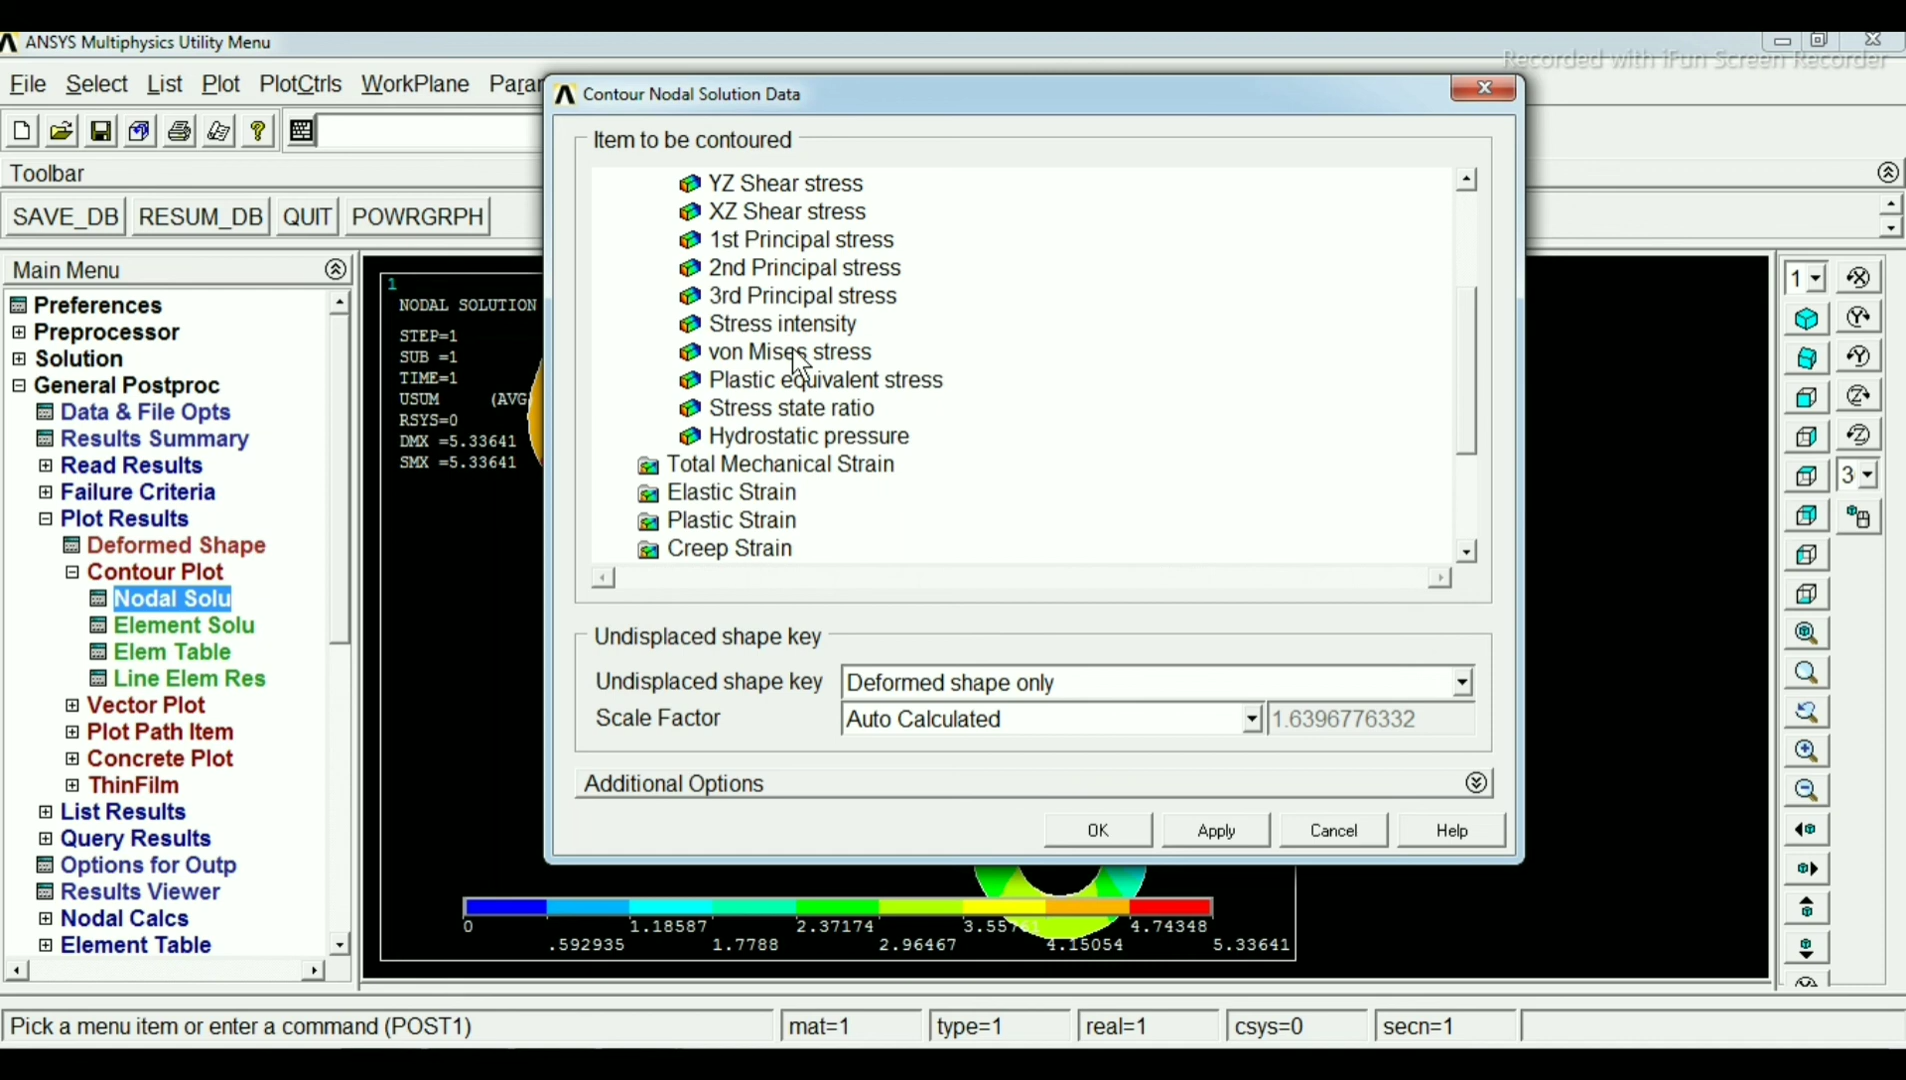 ANSYS Multiphysics Utility Menu
Recorded with iFun Screen Recorder
File Select List Plot PlotCtrls WorkPlane Parar
Toolbar
SAVE_DB RESUM_DB QUIT POWRGRPH
Main Menu
Preferences
Preprocessor
Solution
General Postproc
Data & File Opts
Results Summary
Read Results
Failure Criteria
Plot Results
Deformed Shape
Contour Plot
Nodal Solu
Element Solu
Elem Table
Line Elem Res
Vector Plot
Plot Path Item
Concrete Plot
ThinFilm
List Results
Query Results
Options for Outp
Results Viewer
Nodal Calcs
Element Table
1
NODAL SOLUTION
STEP=1
SUB =1
TIME=1
USUM (AVG
RSYS=0
DMX =5.33641
SMX =5.33641
Contour Nodal Solution Data
Item to be contoured
YZ Shear stress
XZ Shear stress
1st Principal stress
2nd Principal stress
3rd Principal stress
Stress intensity
von Mises stress
Plastic equivalent stress
Stress state ratio
Hydrostatic pressure
Total Mechanical Strain
Elastic Strain
Plastic Strain
Creep Strain
Undisplaced shape key
Undisplaced shape key Deformed shape only
Scale Factor Auto Calculated 1.6396776332
Additional Options
OK Apply Cancel Help
0 1.18587 2.37174 3.55761 4.74348
.592935 1.7788 2.96467 4.15054 5.33641
1
3
Pick a menu item or enter a command (POST1) mat=1 type=1 real=1 csys=0 secn=1